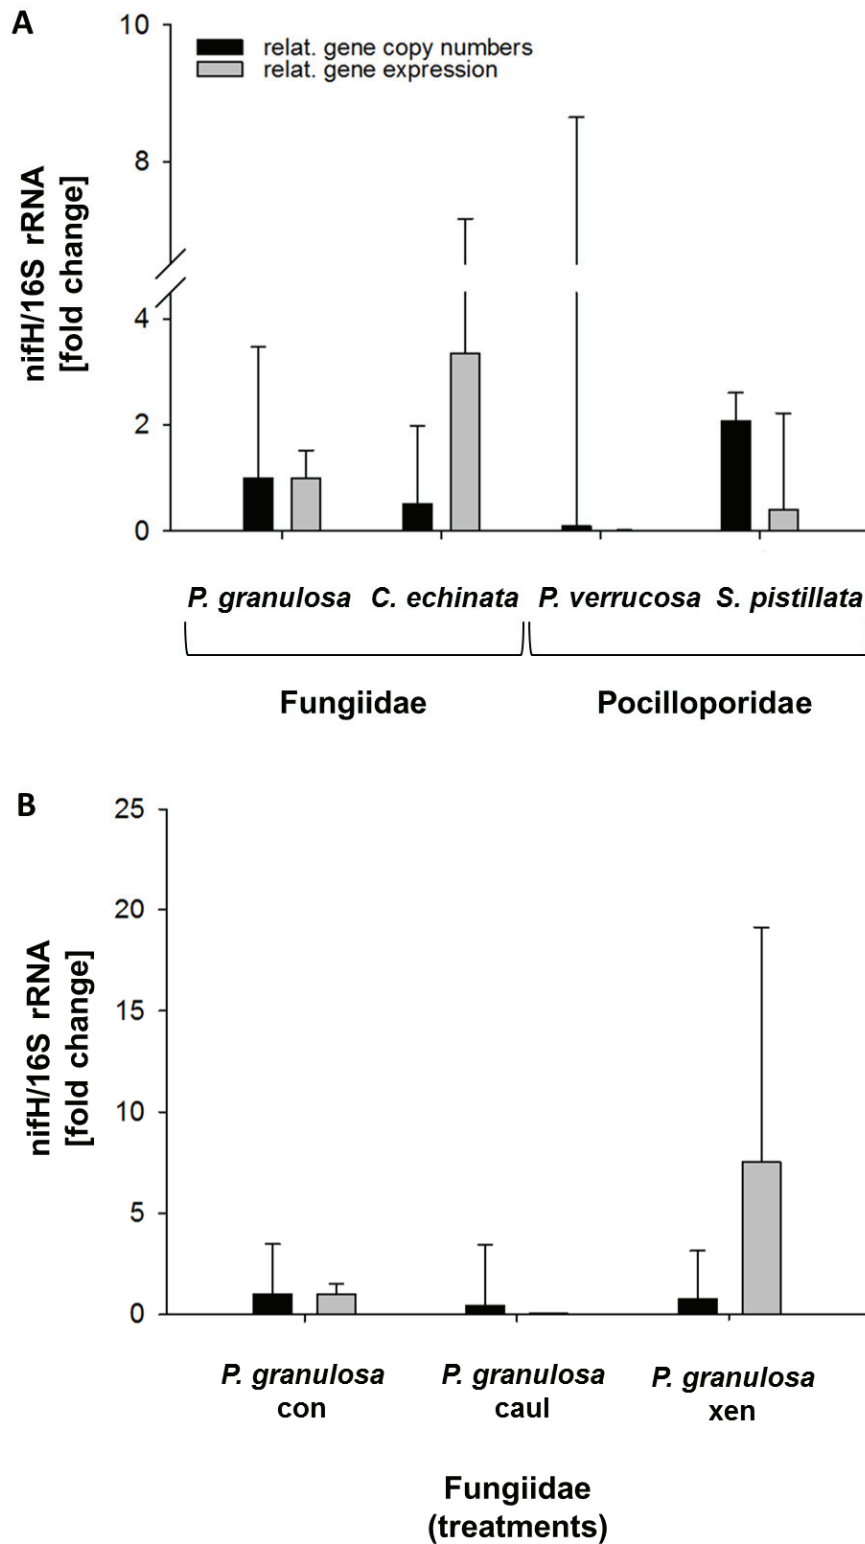 A
10
8
4
2
0
nifH/16S rRNA
[fold change]
relat. gene copy numbers
relat. gene expression
P. granulosa C. echinata P. verrucosa S. pistillata
Fungiidae Pocilloporidae
B
25
20
15
10
5
0
nifH/16S rRNA
[fold change]
P. granulosa P. granulosa P. granulosa
con caul xen
Fungiidae
(treatments)